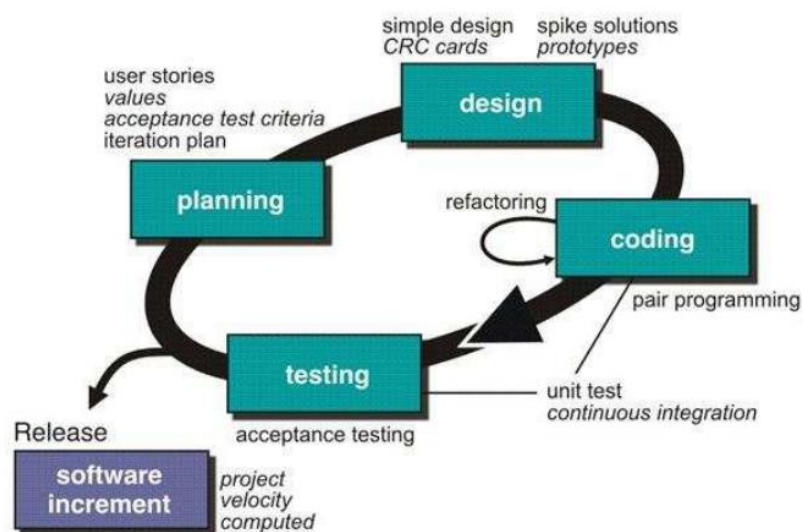 simple design
CRC cards
spike solutions
prototypes
user stories
values
acceptance test criteria
iteration plan
design
planning
refactoring
coding
pair programming
testing
unit test
continuous integration
acceptance testing
Release
software
increment
project
velocity
computed